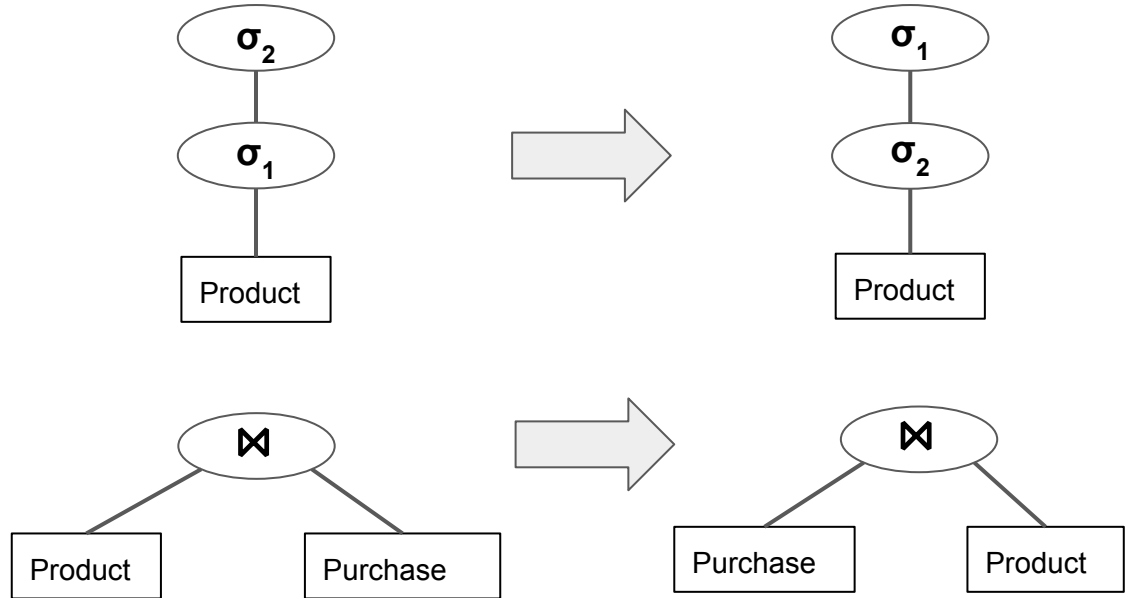 σ₂
σ₁
σ₁
σ₂
Product
Product
⋈
⋈
Product
Purchase
Purchase
Product